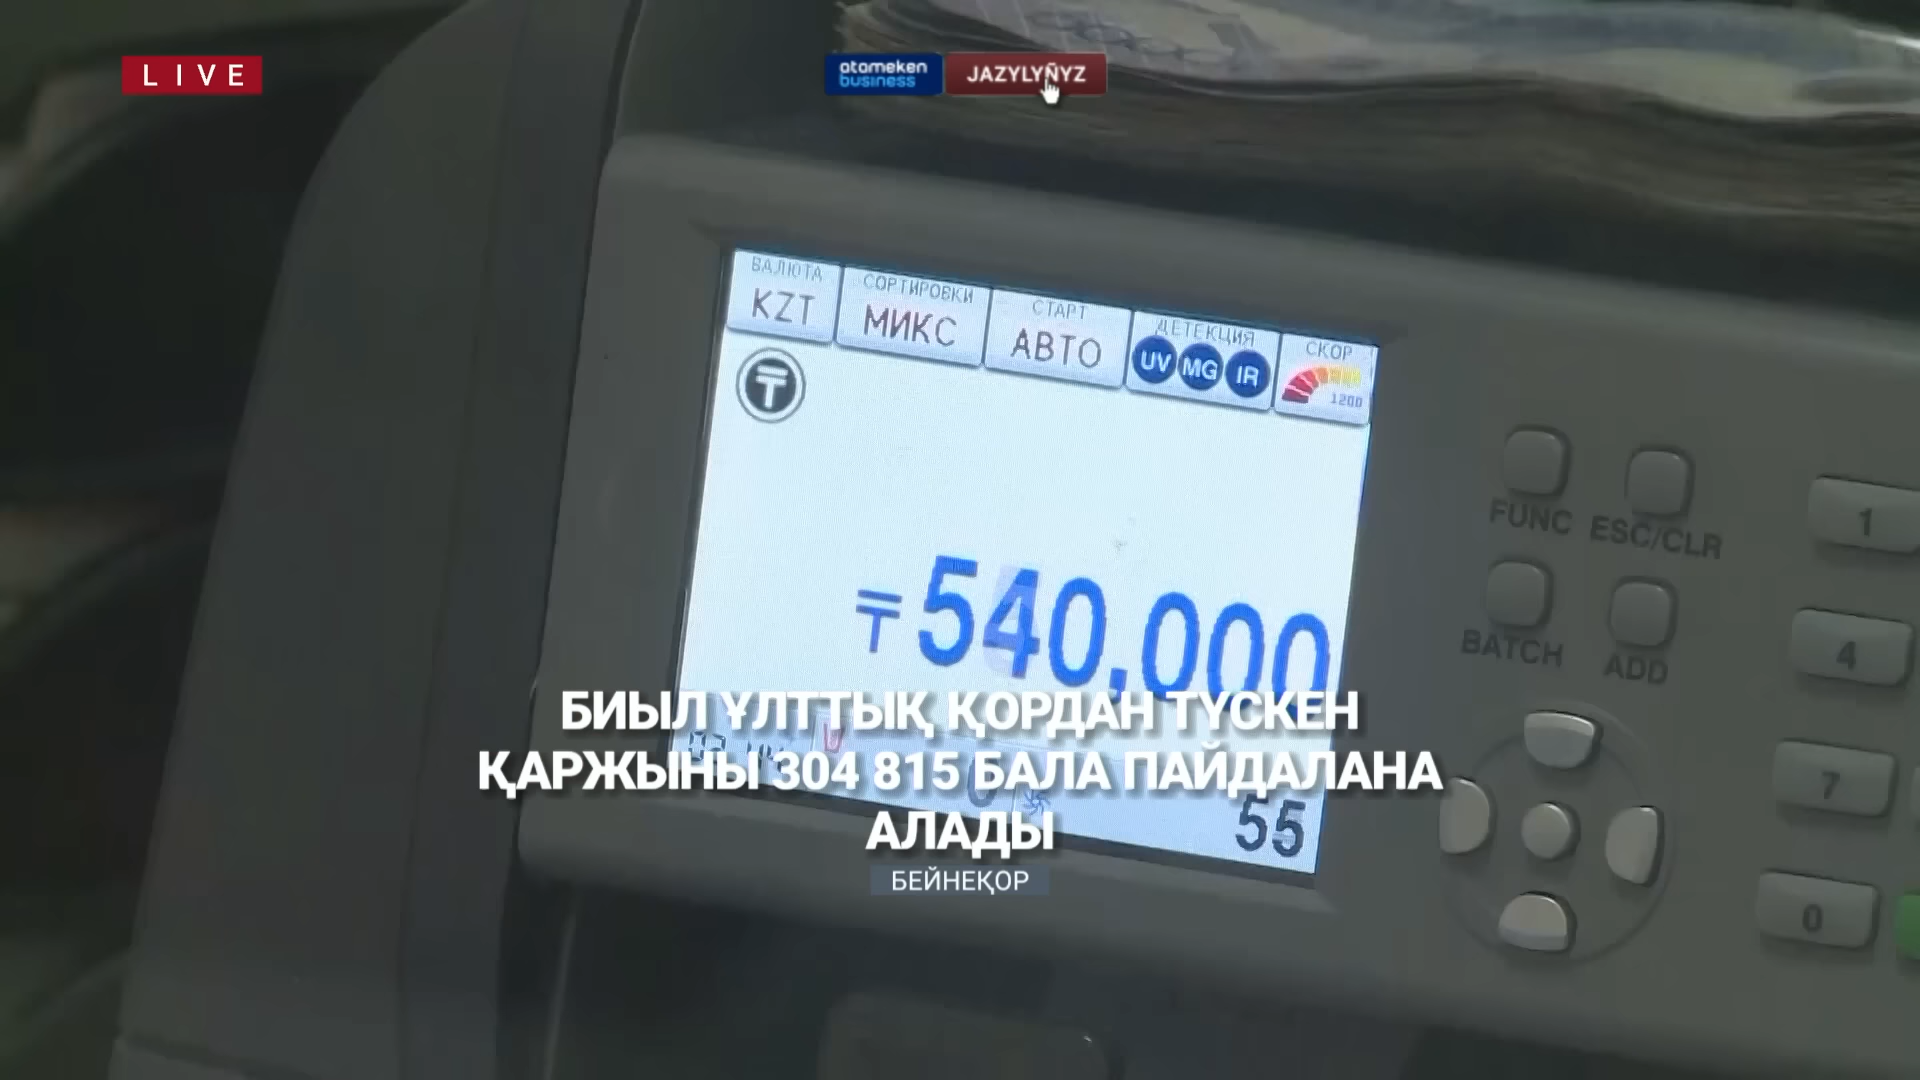 LIVE
atameken
business
JAZYLYŃYZ
ВАЛЮТА
KZT
СОРТИРОВКИ
МИКС
СТАРТ
АВТО
ДЕТЕКЦИЯ
UV MG IR
СКОР
1200
₸
₸540,000
55
БИЫЛ ҰЛТТЫҚ ҚОРДАН ТҮСКЕН
ҚАРЖЫНЫ 304 815 БАЛА ПАЙДАЛАНА
АЛАДЫ
БЕЙНЕҚОР
FUNC ESC/CLR
BATCH ADD
1
4
7
0